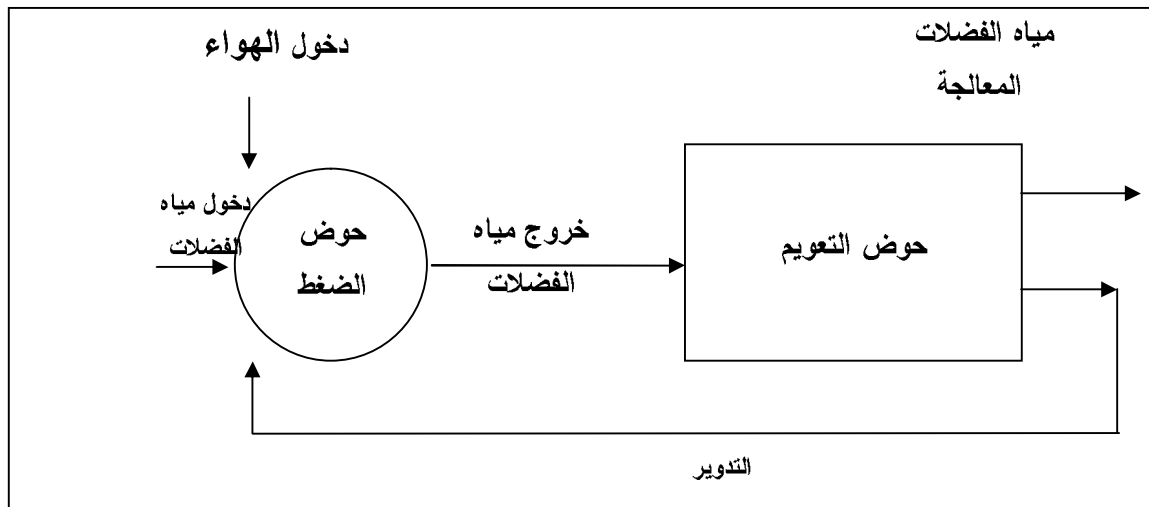 مياه الفضلات
المعالجة
دخول الهواء
دخول مياه
الفضلات
حوض
الضغط
خروج مياه
الفضلات
حوض التعويم
التدوير